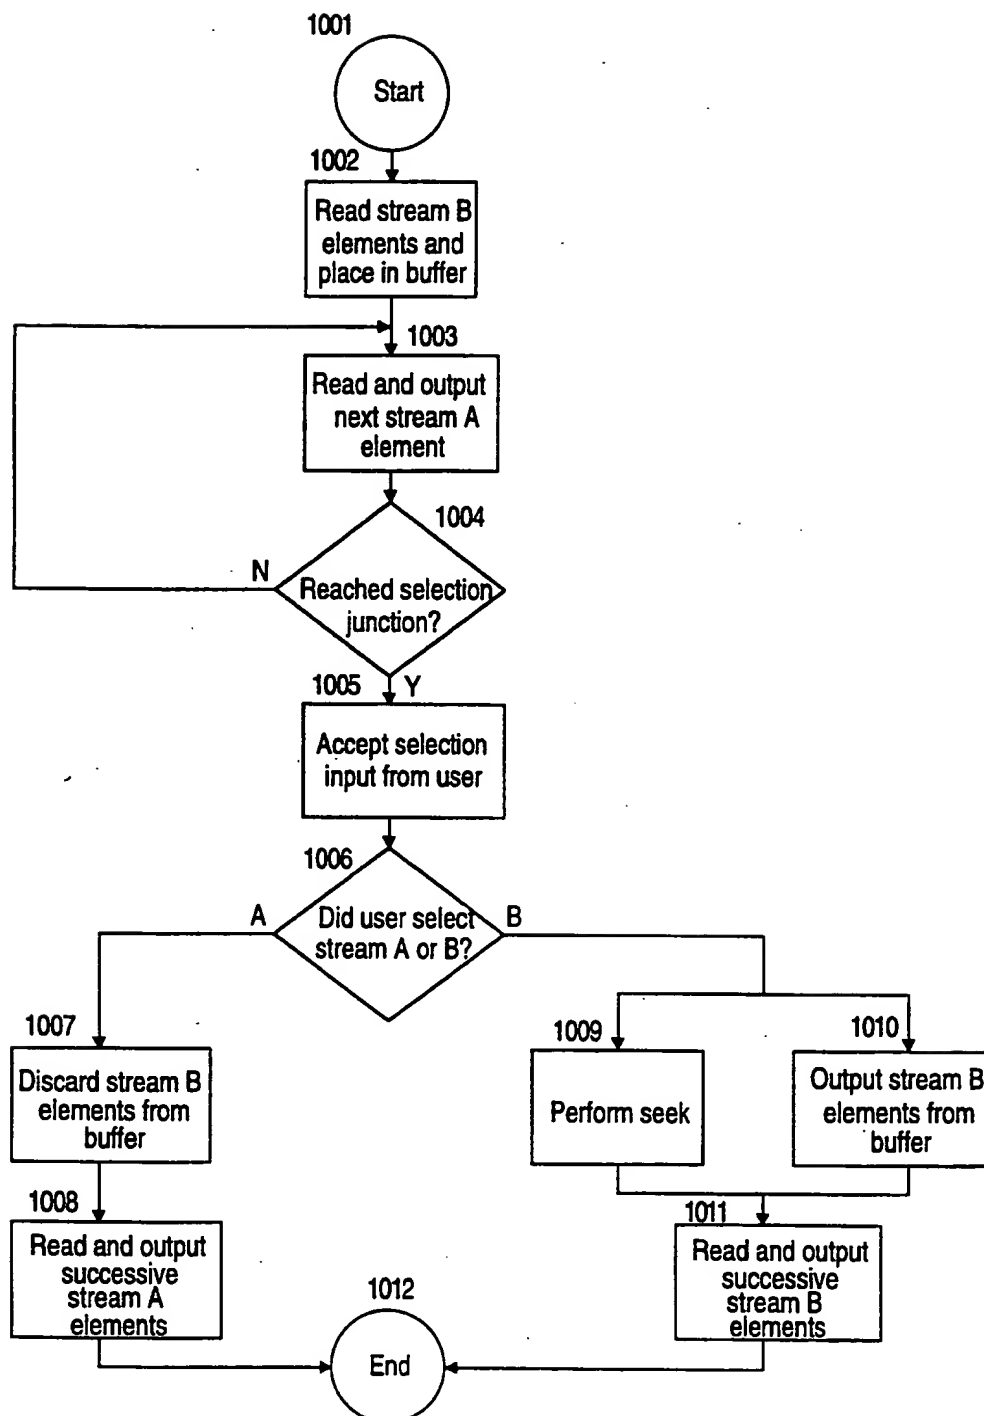 1001
Start
1002
Read stream B
elements and
place in buffer
1003
Read and output
next stream A
element
1004
N
Reached selection
junction?
1005
Y
Accept selection
input from user
1006
A
Did user select
stream A or B?
B
1007
Discard stream B
elements from
buffer
1009
Perform seek
1010
Output stream B
elements from
buffer
1008
Read and output
successive
stream A
elements
1011
Read and output
successive
stream B
elements
1012
End